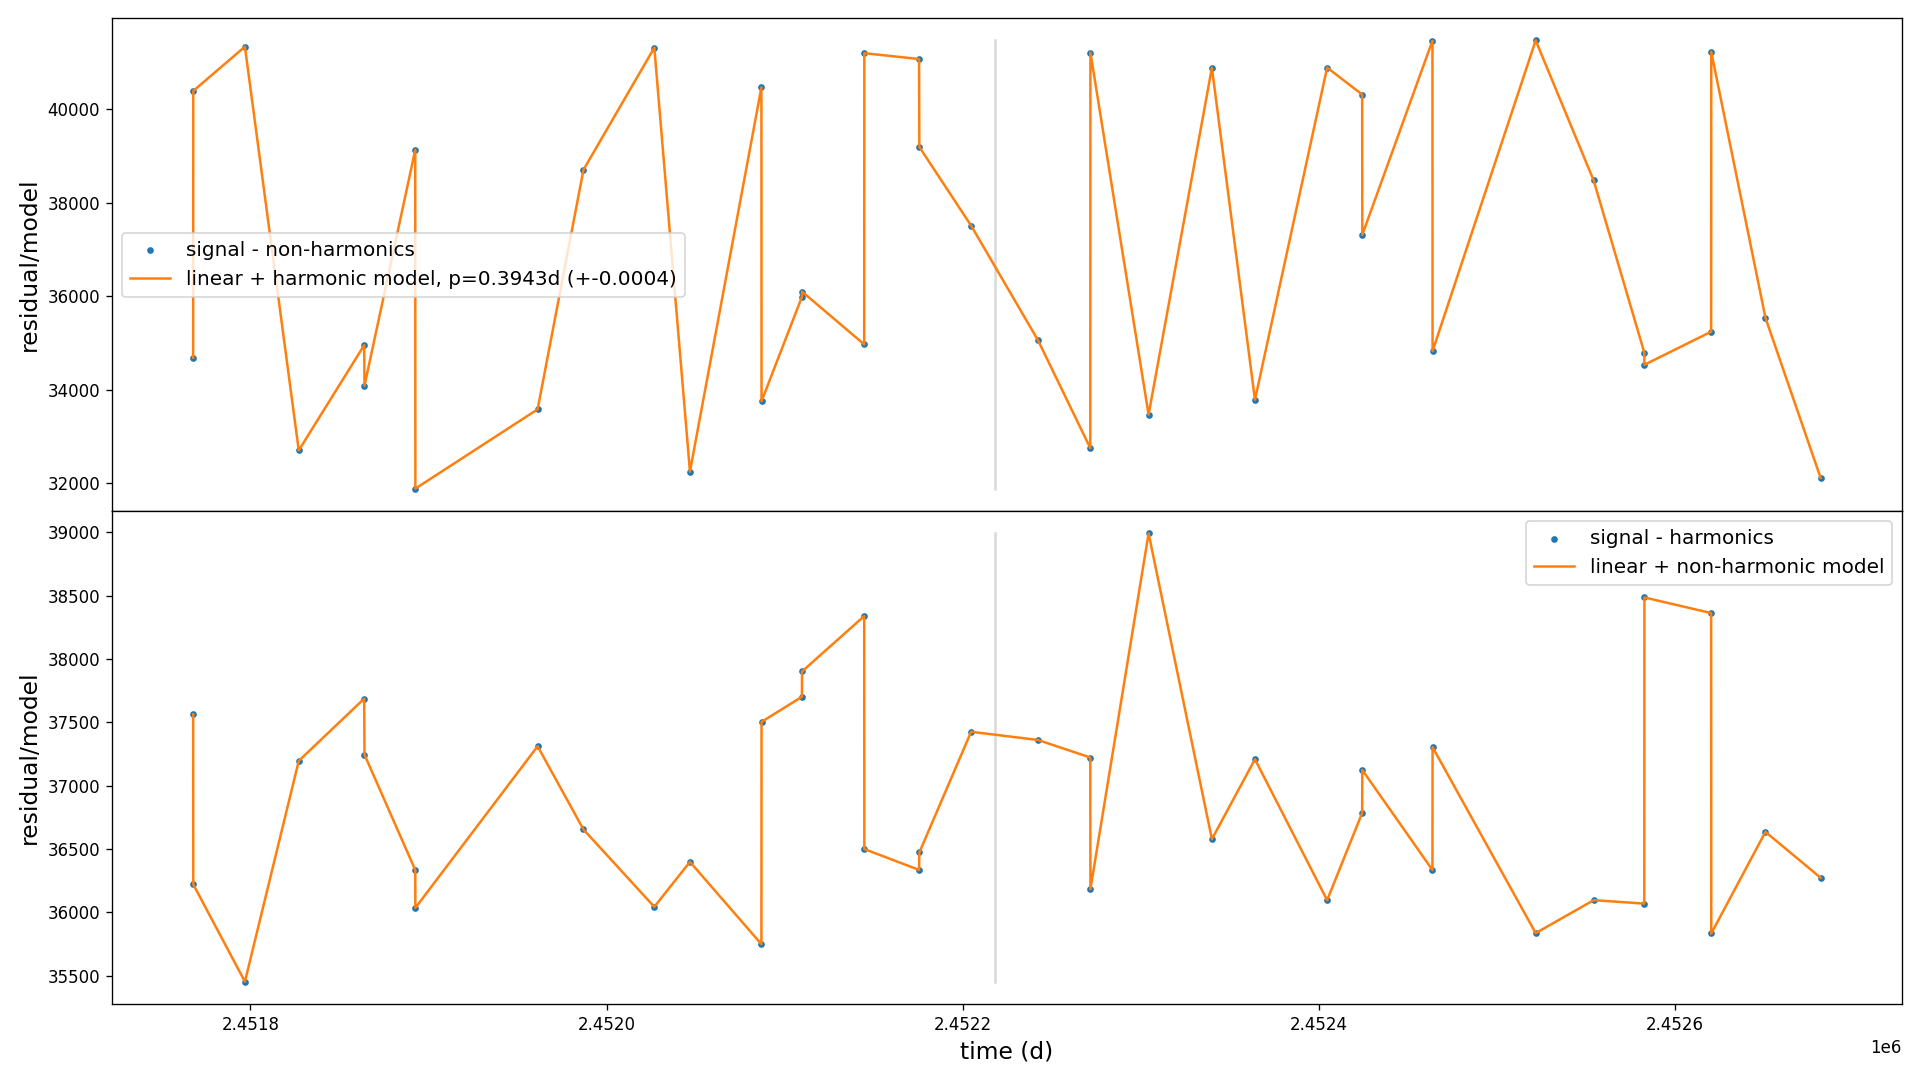 40000
38000
36000
34000
32000
residual/model
signal - non-harmonics
linear + harmonic model, p=0.3943d (+-0.0004)
39000
38500
38000
37500
37000
36500
36000
35500
residual/model
signal - harmonics
linear + non-harmonic model
2.4518
2.4520
2.4522
2.4524
2.4526
1e6
time (d)